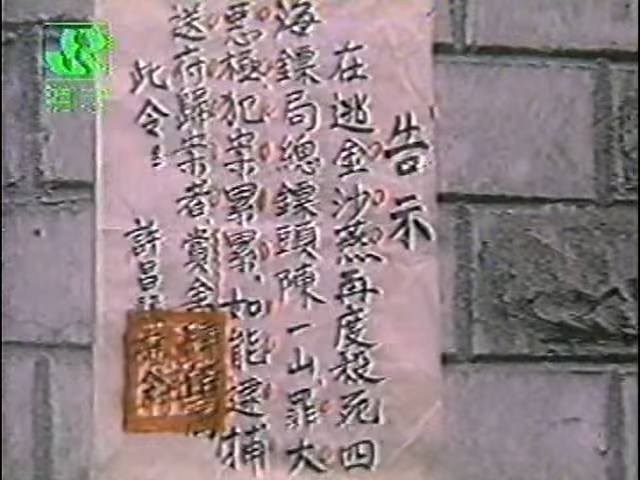 告示
在逃金沙燕再度殺死四
海鏢局總鏢頭陳一山罪大
惡極犯案累累、如能逮捕
送府歸案者賞金
此令
許昌